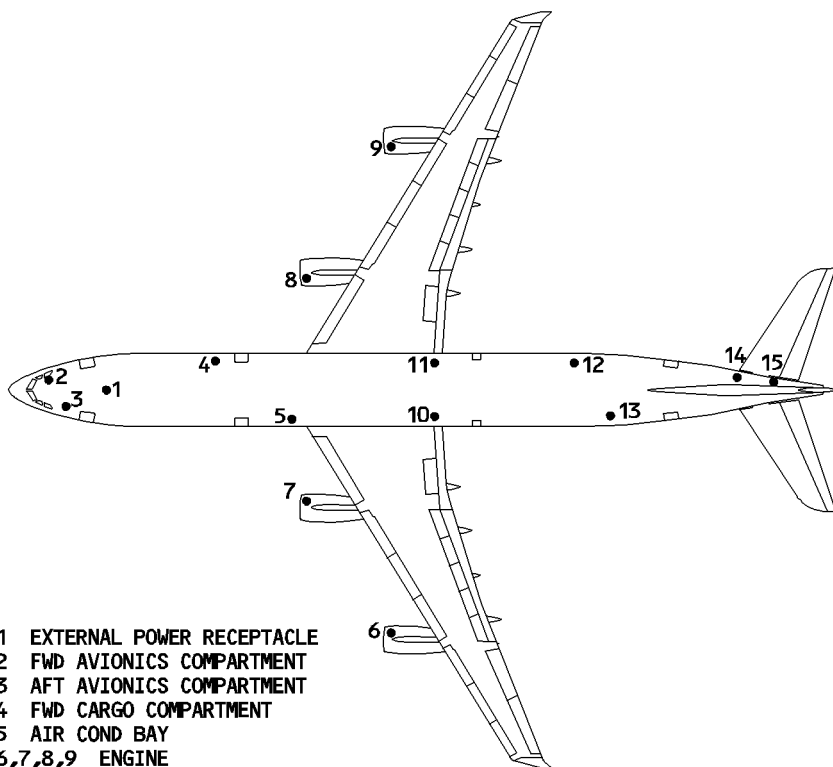 9
8
4
11
12
14
15
2
1
3
5
10
13
7
6
1 EXTERNAL POWER RECEPTACLE
2 FWD AVIONICS COMPARTMENT
3 AFT AVIONICS COMPARTMENT
4 FWD CARGO COMPARTMENT
5 AIR COND BAY
6,7,8,9 ENGINE